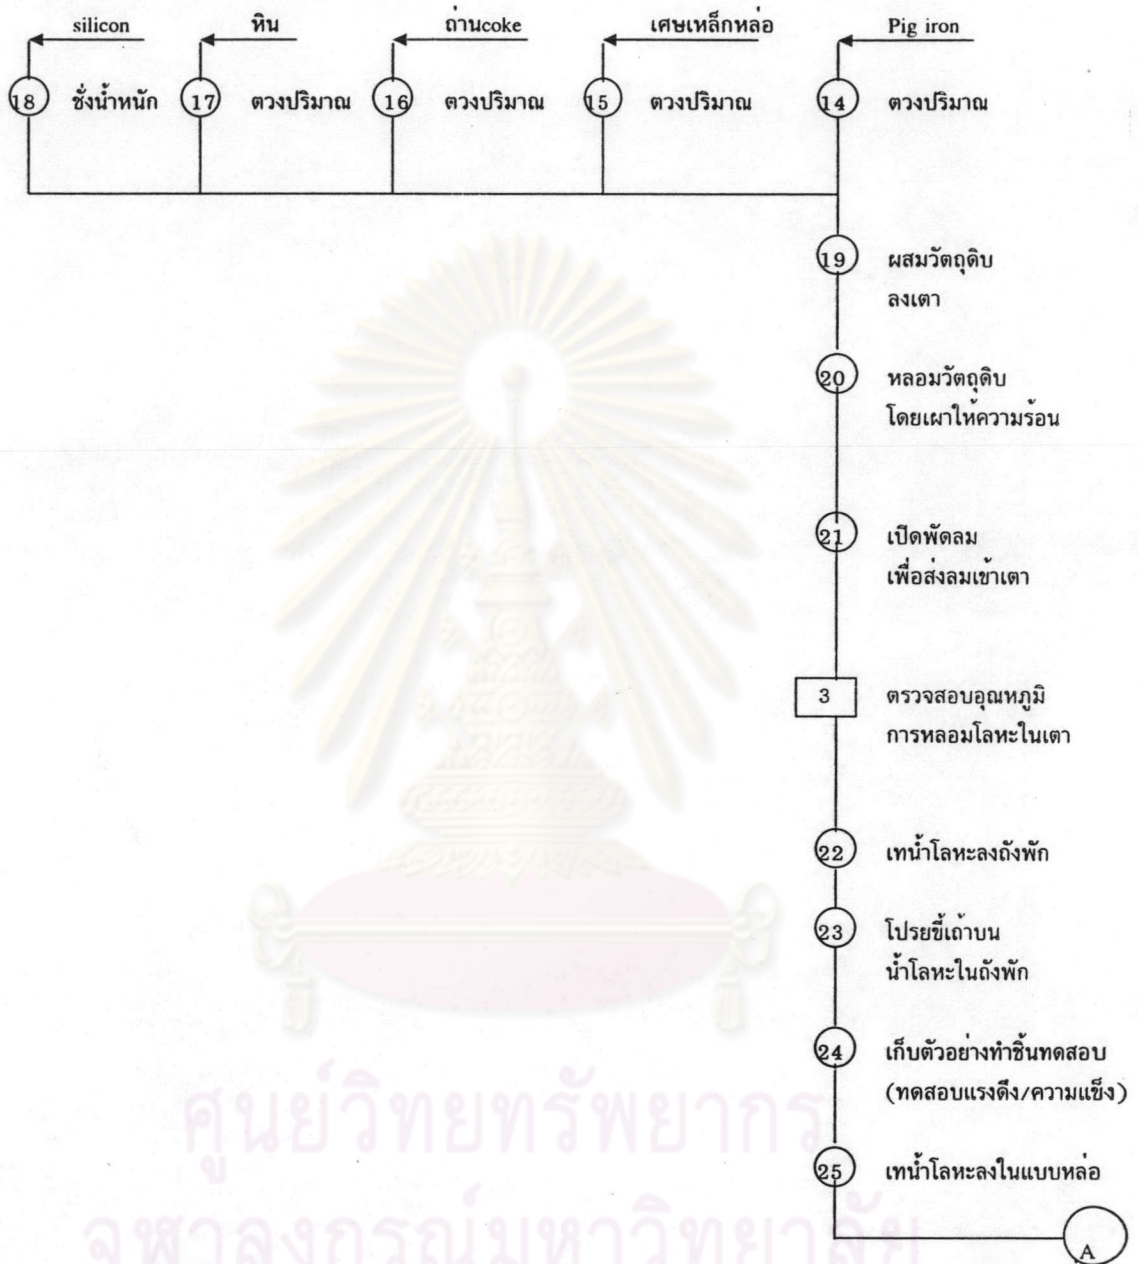 silicon หิน ถ่านcoke เศษเหล็กหล่อ Pig iron
18 ชั่งน้ำหนัก 17 ตวงปริมาณ 16 ตวงปริมาณ 15 ตวงปริมาณ 14 ตวงปริมาณ
19 ผสมวัตถุดิบ
ลงเตา
20 หลอมวัตถุดิบ
โดยเผาให้ความร้อน
21 เปิดพัดลม
เพื่อส่งลมเข้าเตา
3 ตรวจสอบอุณหภูมิ
การหลอมโลหะในเตา
22 เทน้ำโลหะลงถังพัก
23 โปรยขี้เถ้าบน
น้ำโลหะในถังพัก
24 เก็บตัวอย่างทำชิ้นทดสอบ
(ทดสอบแรงดึง/ความแข็ง)
25 เทน้ำโลหะลงในแบบหล่อ
A
ศูนย์วิทยทรัพยากร
จุฬาลงกรณ์มหาวิทยาลัย